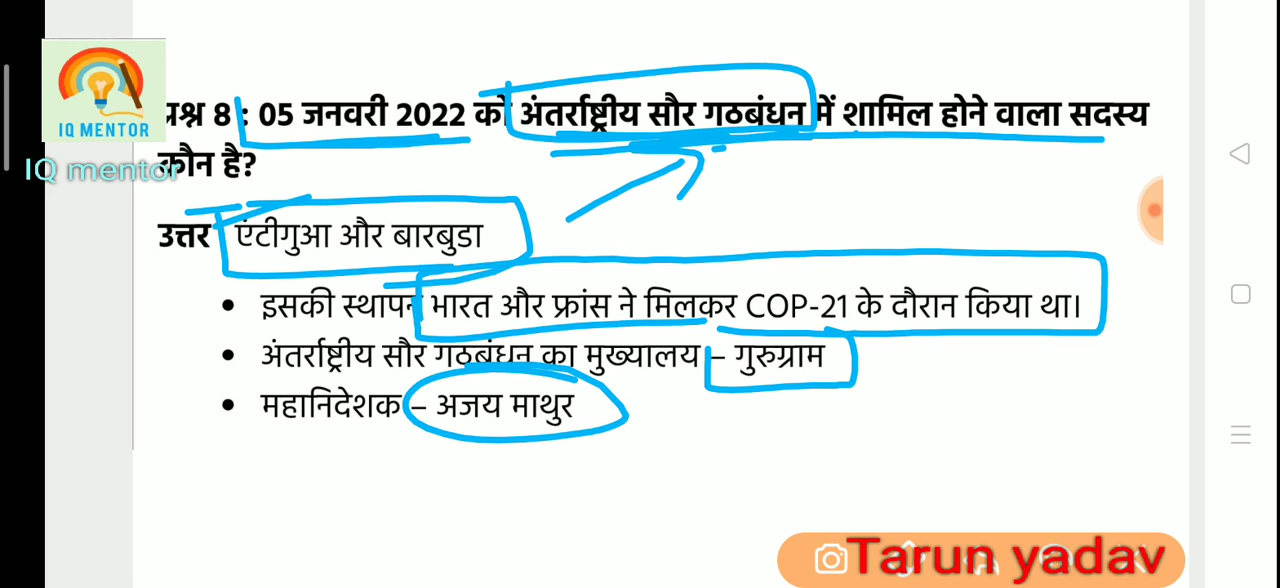 IQ MENTOR
IQ mentor
प्रश्न 8 : 05 जनवरी 2022 को अंतर्राष्ट्रीय सौर गठबंधन में शामिल होने वाला सदस्य
कौन है?
उत्तर एंटीगुआ और बारबुडा
• इसकी स्थापन भारत और फ्रांस ने मिलकर COP-21 के दौरान किया था।
• अंतर्राष्ट्रीय सौर गठबंधन का मुख्यालय – गुरुग्राम
• महानिदेशक – अजय माथुर
Tarun yadav